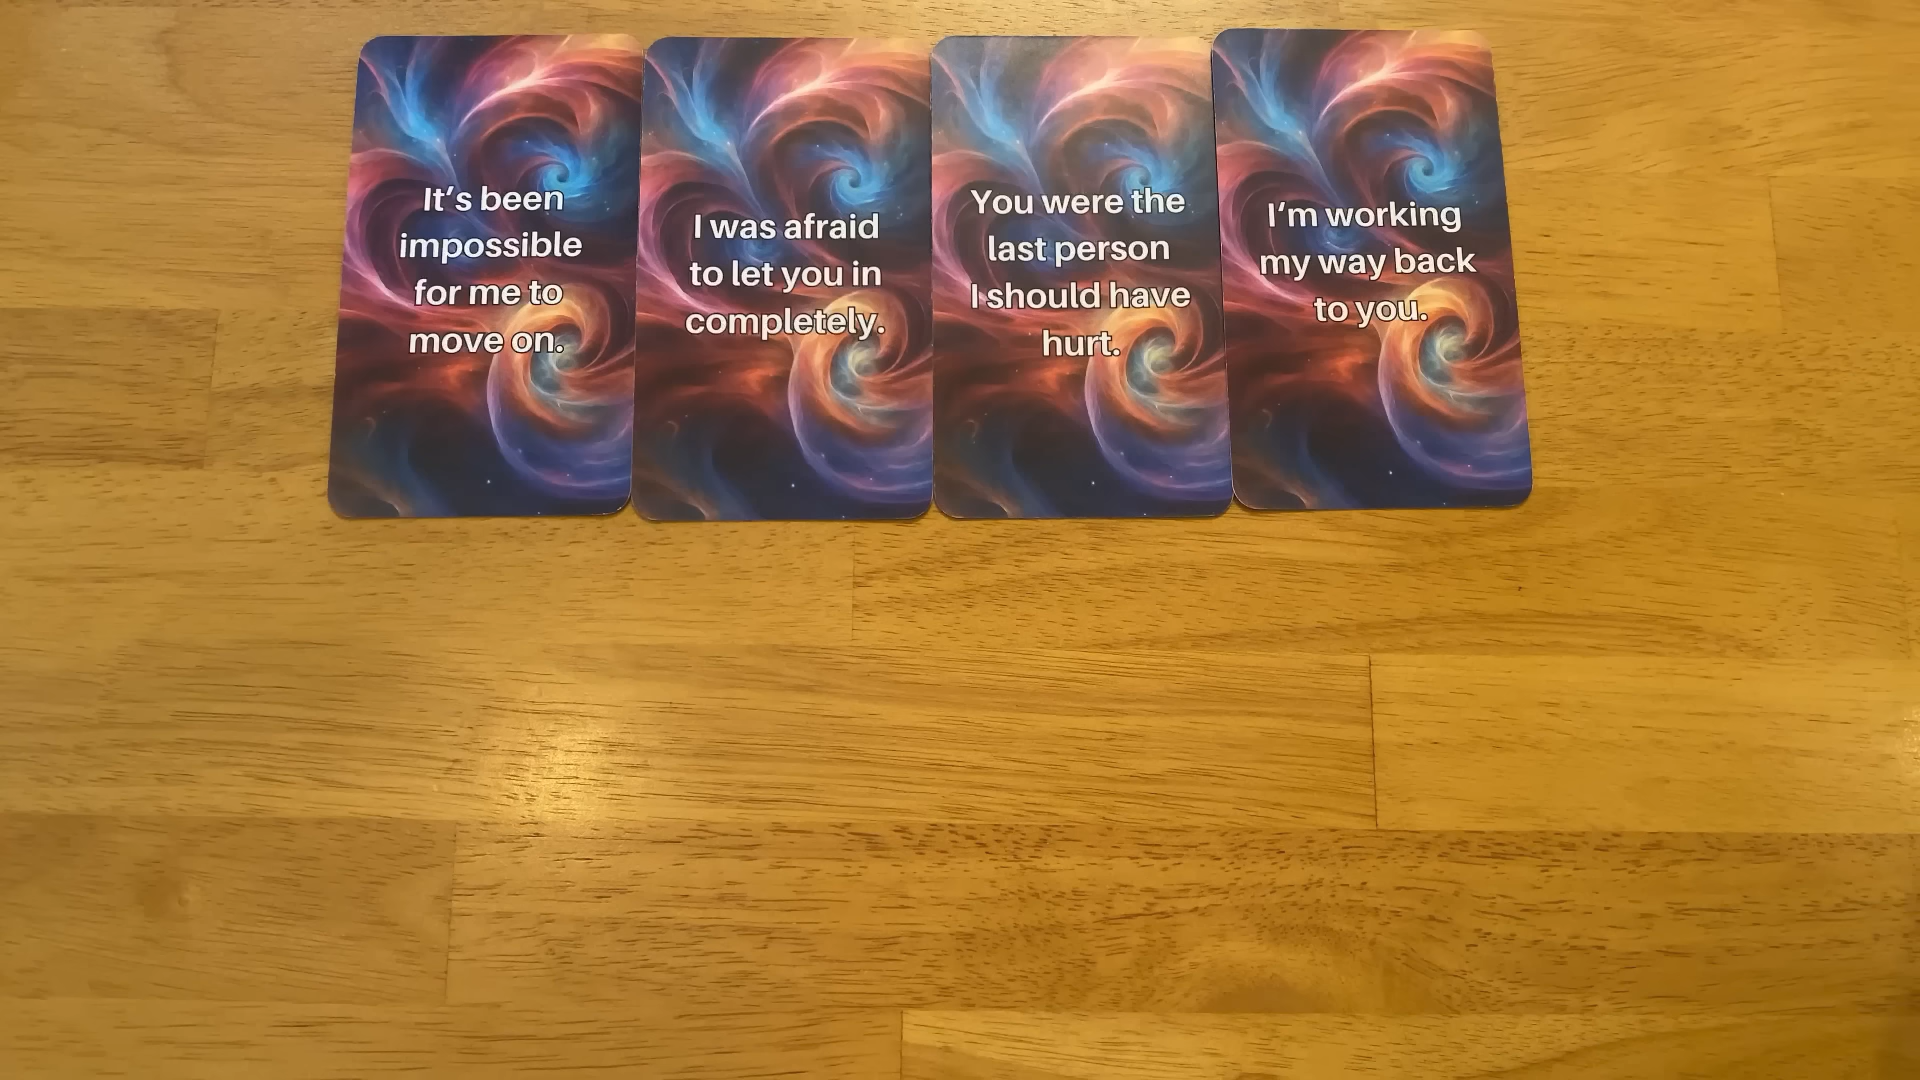 It's been
impossible
for me to
move on.
I was afraid
to let you in
completely.
You were the
last person
I should have
hurt.
I'm working
my way back
to you.